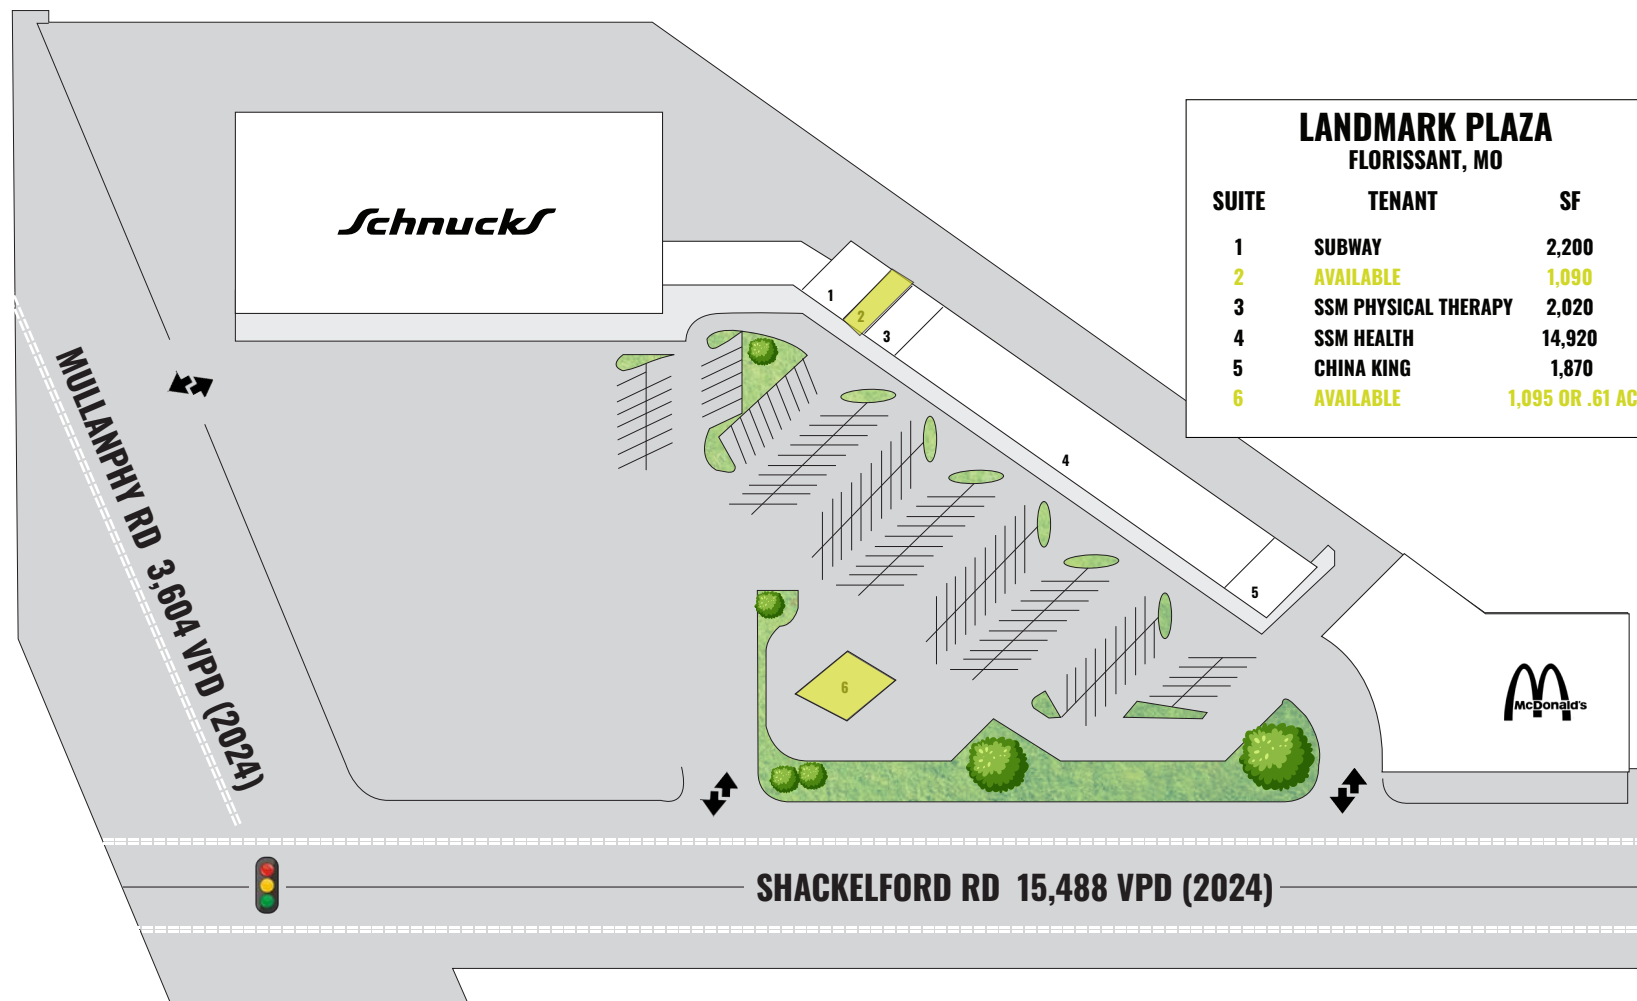 LANDMARK PLAZA
FLORISSANT, MO
SUITE TENANT SF
1 SUBWAY 2,200
2 AVAILABLE 1,090
3 SSM PHYSICAL THERAPY 2,020
4 SSM HEALTH 14,920
5 CHINA KING 1,870
6 AVAILABLE 1,095 OR .61 AC
Schnucks
1
2
3
4
5
6
McDonald's
MULLANPHY RD 3,604 VPD (2024)
SHACKELFORD RD 15,488 VPD (2024)